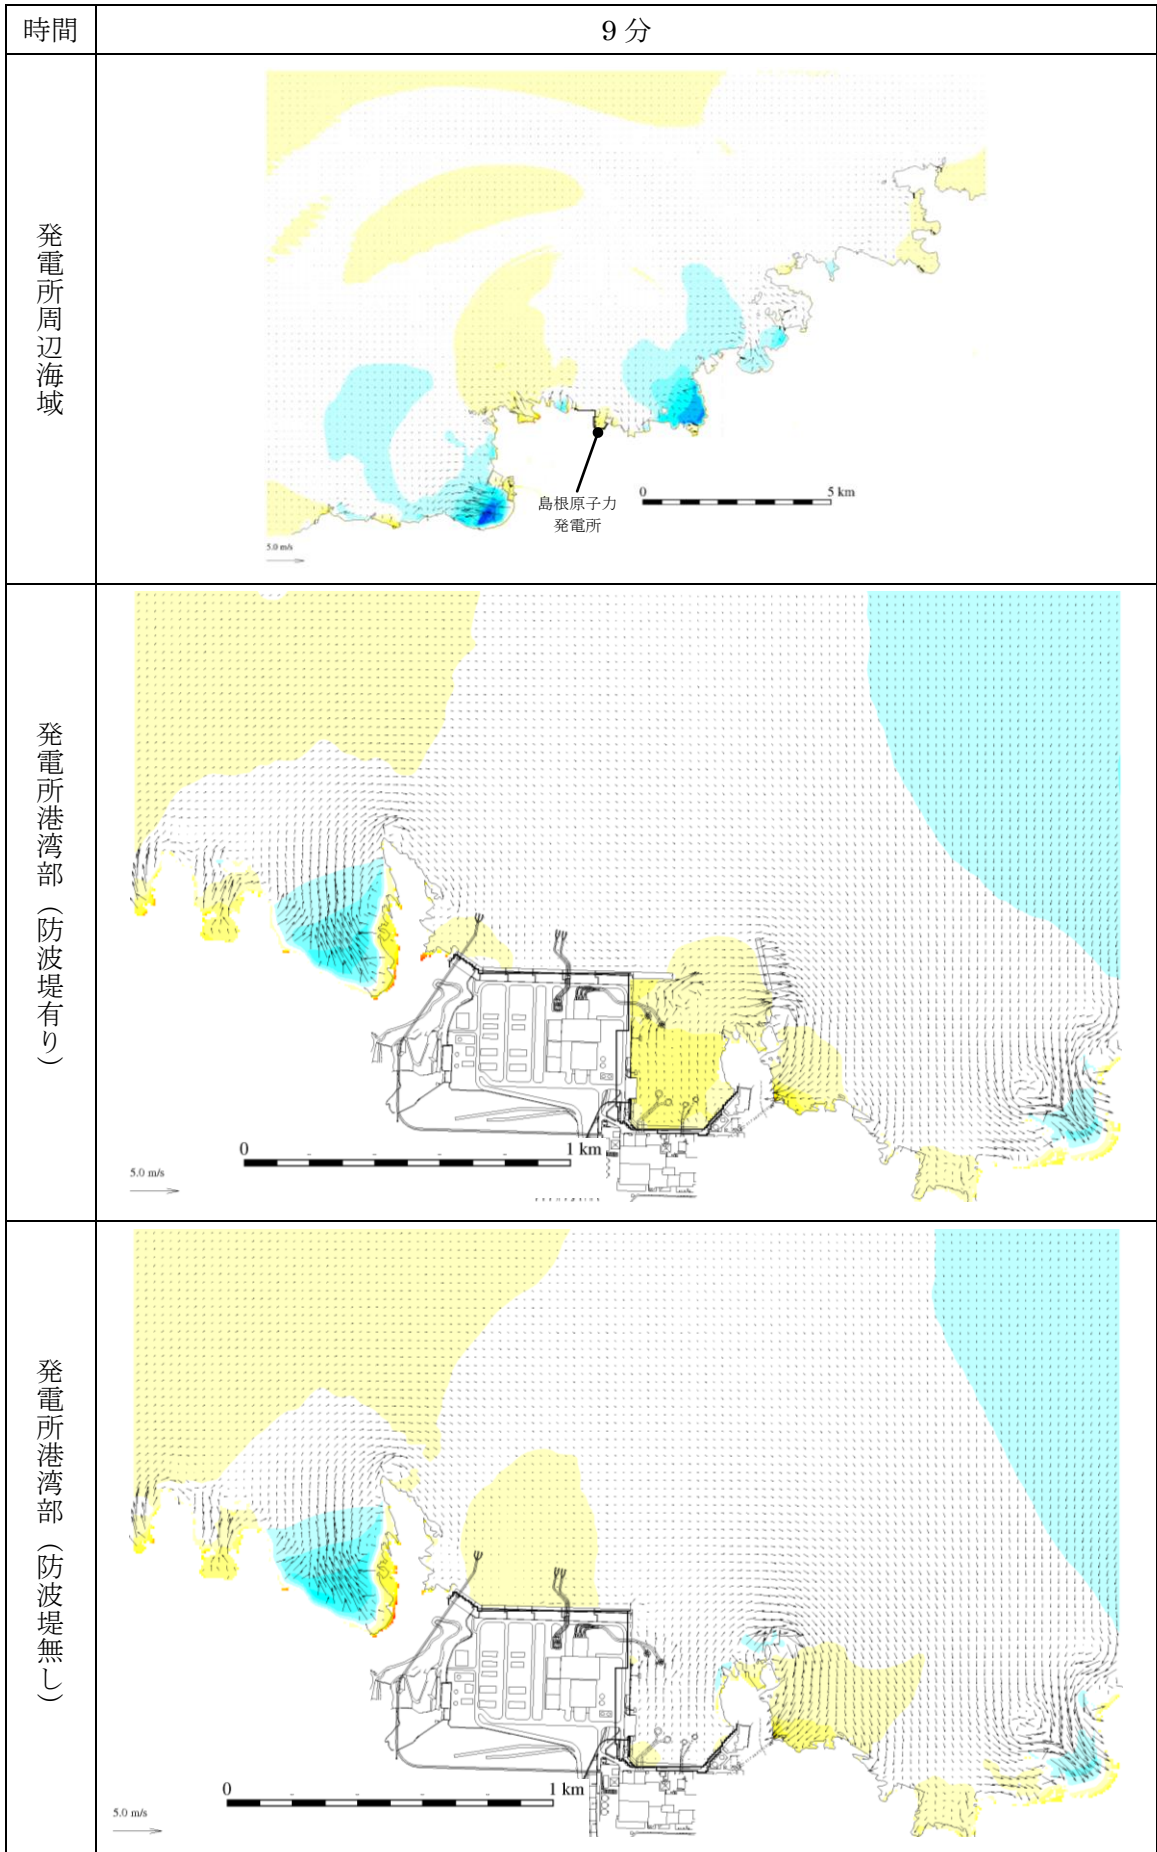 時間
9 分
発電所周辺海域
島根原子力
発電所
0 5 km
5.0 m/s
発電所港湾部（防波堤有り）
0 1 km
5.0 m/s
発電所港湾部（防波堤無し）
0 1 km
5.0 m/s